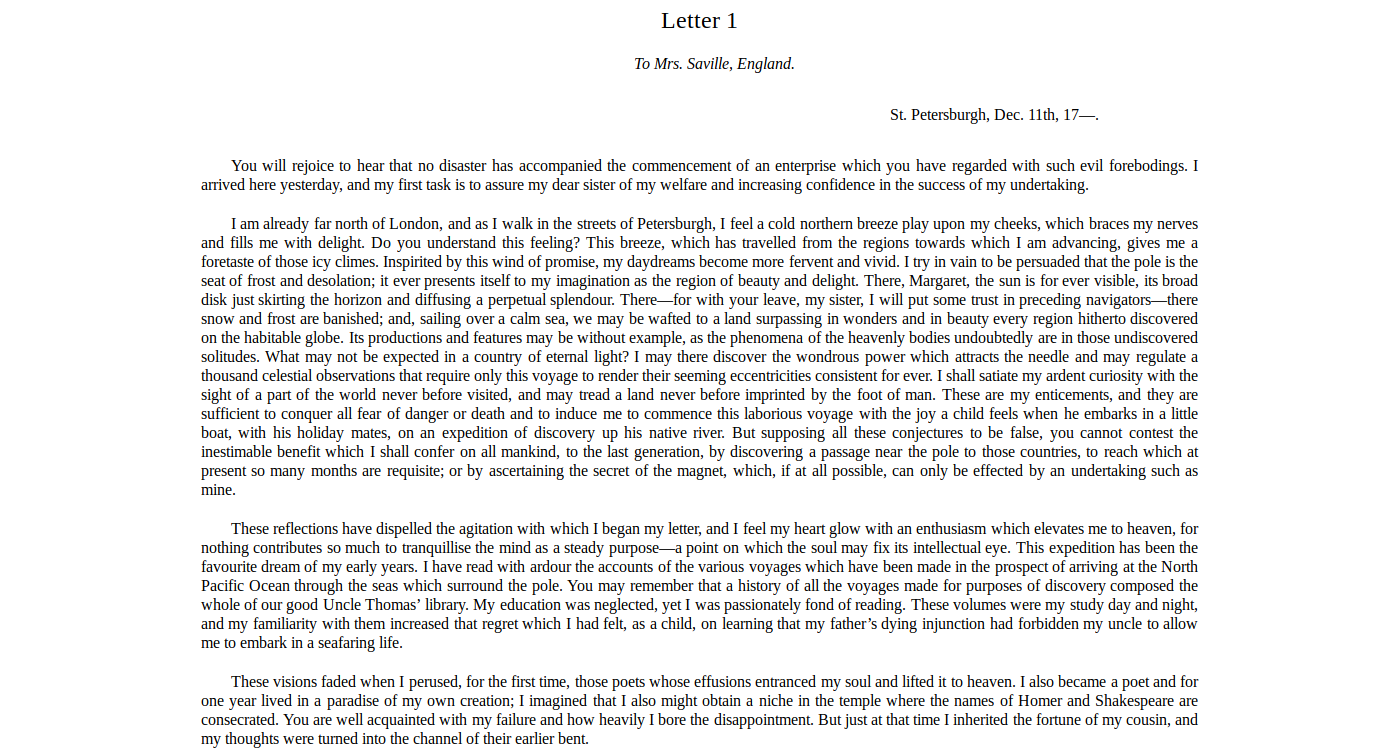 Letter 1
To Mrs. Saville, England.
St. Petersburgh, Dec. 11th, 17—.
You will rejoice to hear that no disaster has accompanied the commencement of an enterprise which you have regarded with such evil forebodings. I
arrived here yesterday, and my first task is to assure my dear sister of my welfare and increasing confidence in the success of my undertaking.
I am already far north of London, and as I walk in the streets of Petersburgh, I feel a cold northern breeze play upon my cheeks, which braces my nerves
and fills me with delight. Do you understand this feeling? This breeze, which has travelled from the regions towards which I am advancing, gives me a
foretaste of those icy climes. Inspirited by this wind of promise, my daydreams become more fervent and vivid. I try in vain to be persuaded that the pole is the
seat of frost and desolation; it ever presents itself to my imagination as the region of beauty and delight. There, Margaret, the sun is for ever visible, its broad
disk just skirting the horizon and diffusing a perpetual splendour. There—for with your leave, my sister, I will put some trust in preceding navigators—there
snow and frost are banished; and, sailing over a calm sea, we may be wafted to a land surpassing in wonders and in beauty every region hitherto discovered
on the habitable globe. Its productions and features may be without example, as the phenomena of the heavenly bodies undoubtedly are in those undiscovered
solitudes. What may not be expected in a country of eternal light? I may there discover the wondrous power which attracts the needle and may regulate a
thousand celestial observations that require only this voyage to render their seeming eccentricities consistent for ever. I shall satiate my ardent curiosity with the
sight of a part of the world never before visited, and may tread a land never before imprinted by the foot of man. These are my enticements, and they are
sufficient to conquer all fear of danger or death and to induce me to commence this laborious voyage with the joy a child feels when he embarks in a little
boat, with his holiday mates, on an expedition of discovery up his native river. But supposing all these conjectures to be false, you cannot contest the
inestimable benefit which I shall confer on all mankind, to the last generation, by discovering a passage near the pole to those countries, to reach which at
present so many months are requisite; or by ascertaining the secret of the magnet, which, if at all possible, can only be effected by an undertaking such as
mine.
These reflections have dispelled the agitation with which I began my letter, and I feel my heart glow with an enthusiasm which elevates me to heaven, for
nothing contributes so much to tranquillise the mind as a steady purpose—a point on which the soul may fix its intellectual eye. This expedition has been the
favourite dream of my early years. I have read with ardour the accounts of the various voyages which have been made in the prospect of arriving at the North
Pacific Ocean through the seas which surround the pole. You may remember that a history of all the voyages made for purposes of discovery composed the
whole of our good Uncle Thomas’ library. My education was neglected, yet I was passionately fond of reading. These volumes were my study day and night,
and my familiarity with them increased that regret which I had felt, as a child, on learning that my father’s dying injunction had forbidden my uncle to allow
me to embark in a seafaring life.
These visions faded when I perused, for the first time, those poets whose effusions entranced my soul and lifted it to heaven. I also became a poet and for
one year lived in a paradise of my own creation; I imagined that I also might obtain a niche in the temple where the names of Homer and Shakespeare are
consecrated. You are well acquainted with my failure and how heavily I bore the disappointment. But just at that time I inherited the fortune of my cousin, and
my thoughts were turned into the channel of their earlier bent.